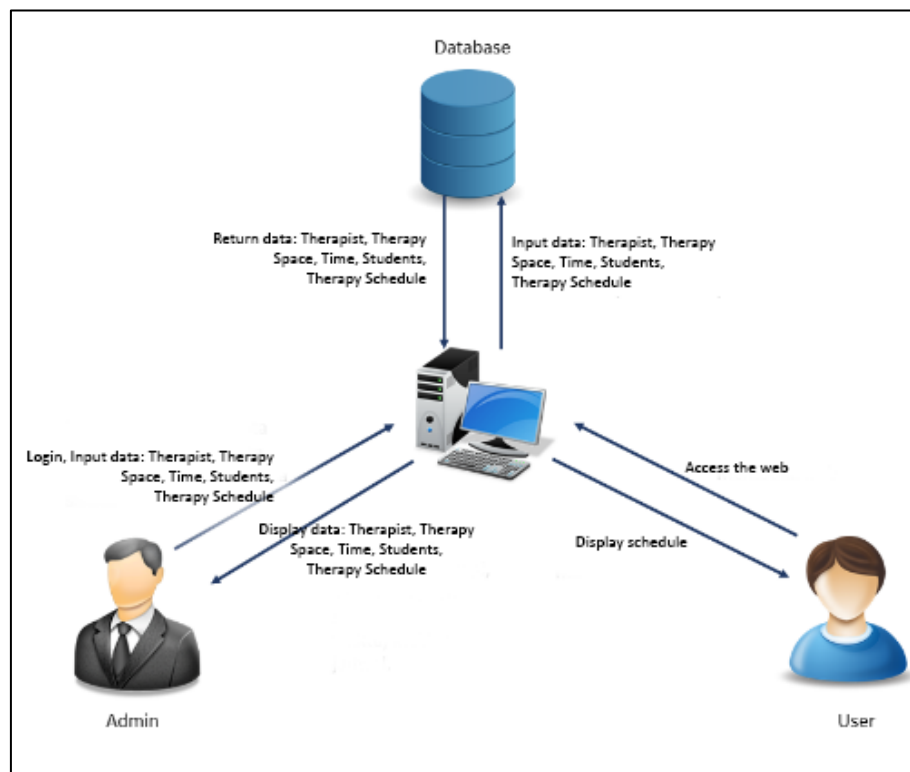 Database
Return data: Therapist, Therapy
Space, Time, Students,
Therapy Schedule
Input data: Therapist, Therapy
Space, Time, Students,
Therapy Schedule
Login, Input data: Therapist, Therapy
Space, Time, Students,
Therapy Schedule
Display data: Therapist, Therapy
Space, Time, Students,
Therapy Schedule
Access the web
Display schedule
Admin
User